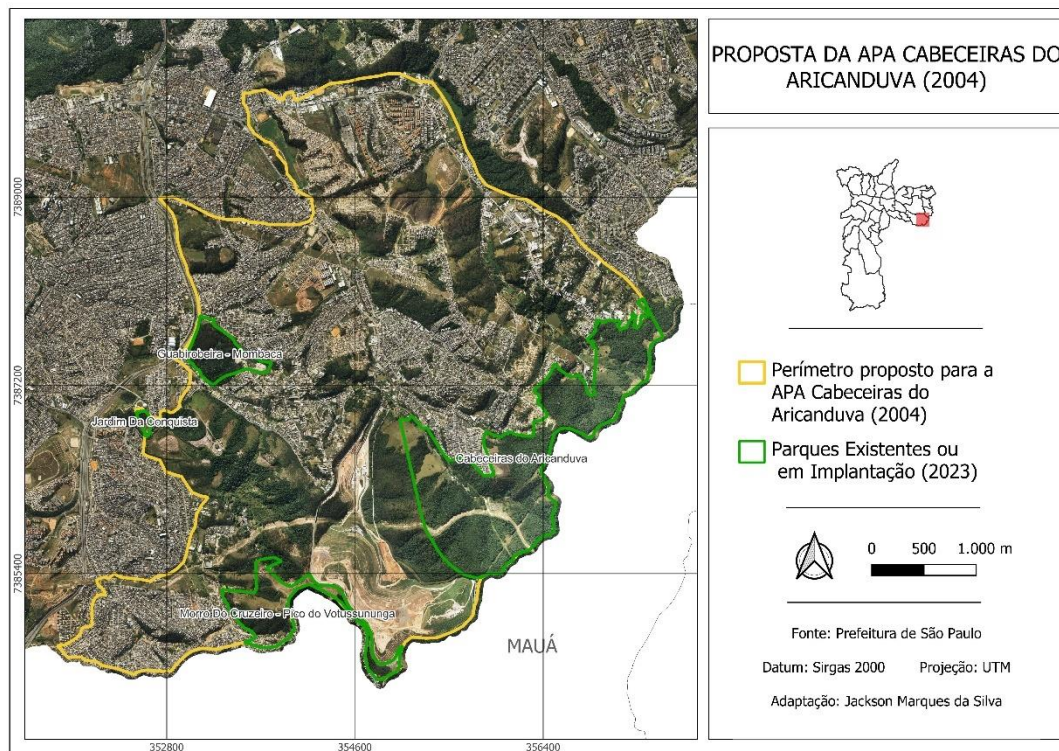 PROPOSTA DA APA CABECEIRAS DO
ARICANDUVA (2004)
7389000
7387200
7385400
Guabirobeira - Mombaca
Jardim Da Conquista
Cabeceiras do Aricanduva
Morro Do Cruzeiro - Pico do Votussununga
MAUÁ
352800
354600
356400
Perímetro proposto para a
APA Cabeceiras do
Aricanduva (2004)
Parques Existentes ou
em Implantação (2023)
0 500 1.000 m
Fonte: Prefeitura de São Paulo
Datum: Sirgas 2000 Projeção: UTM
Adaptação: Jackson Marques da Silva